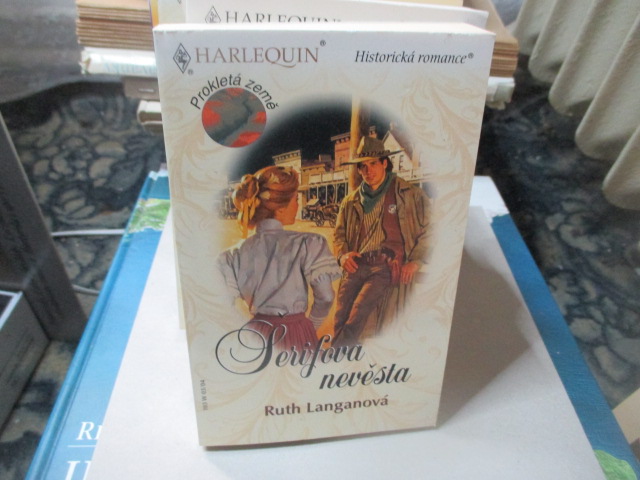 HARLEQUIN®
HARLEQUIN®
Historická romance®
Prokletá země
Šerifova
nevěsta
Ruth Langanová